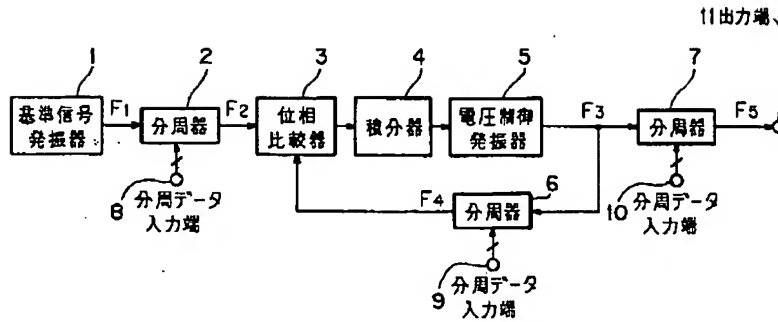 11出力端
1
2
3
4
5
7
基準信号
発振器
F1
分周器
F2
位相
比較器
積分器
電圧制御
発振器
F3
分周器
F5
8
分周データ
入力端
F4
分周器
6
10
分周データ
入力端
9
分周データ
入力端